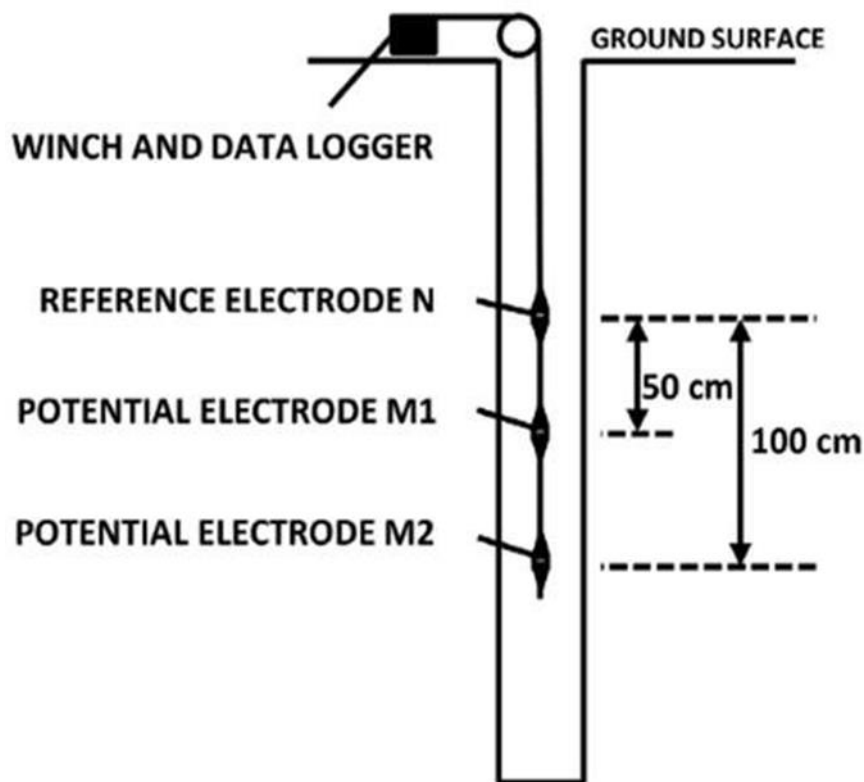 GROUND SURFACE
WINCH AND DATA LOGGER
REFERENCE ELECTRODE N
50 cm
POTENTIAL ELECTRODE M1
100 cm
POTENTIAL ELECTRODE M2